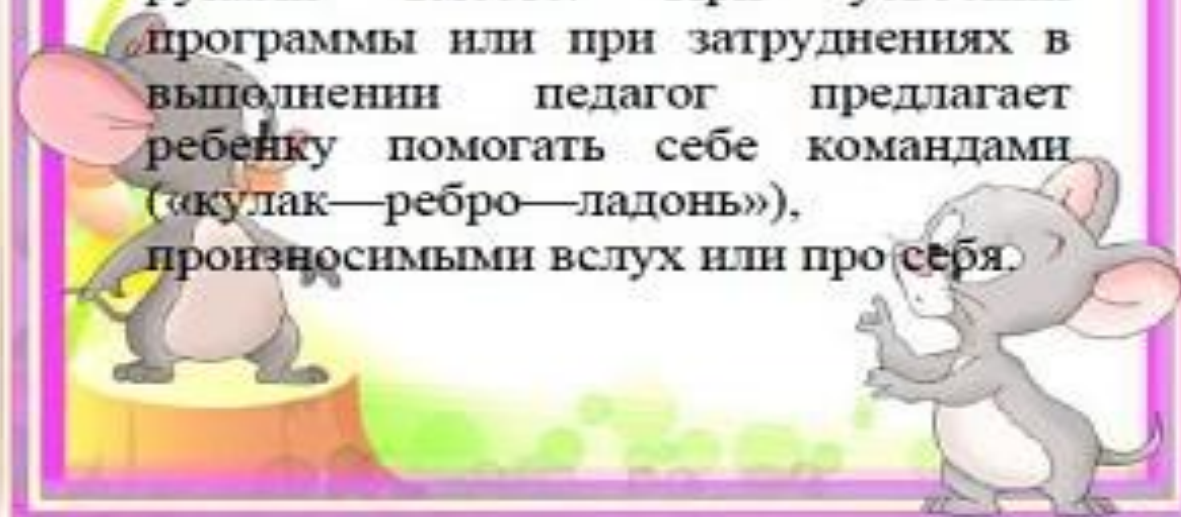 программы или при затруднениях в
выполнении педагог предлагает
ребенку помогать себе командами
(«кулак—ребро—ладонь»),
произносимыми вслух или про себя.